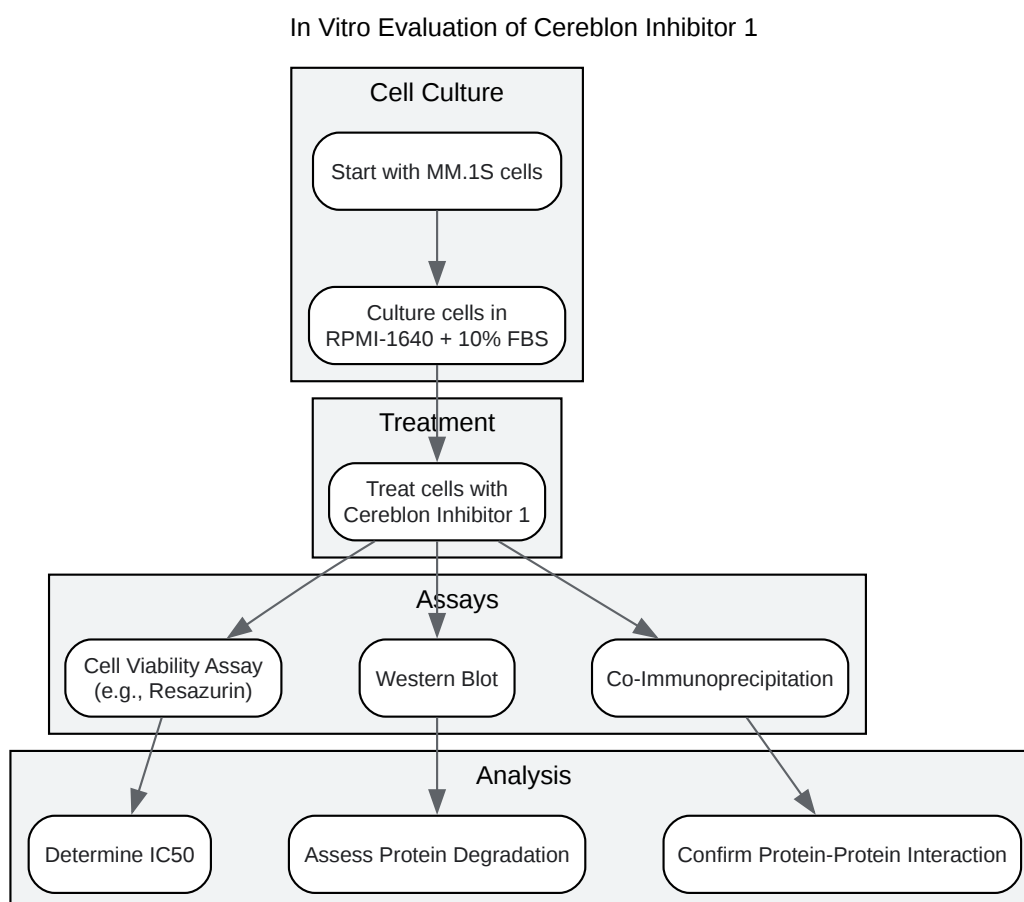 In Vitro Evaluation of Cereblon Inhibitor 1
Cell Culture
Start with MM.1S cells
Culture cells in
RPMI-1640 + 10% FBS
Treatment
Treat cells with
Cereblon Inhibitor 1
Assays
Cell Viability Assay
(e.g., Resazurin)
Western Blot
Co-Immunoprecipitation
Analysis
Determine IC50
Assess Protein Degradation
Confirm Protein-Protein Interaction